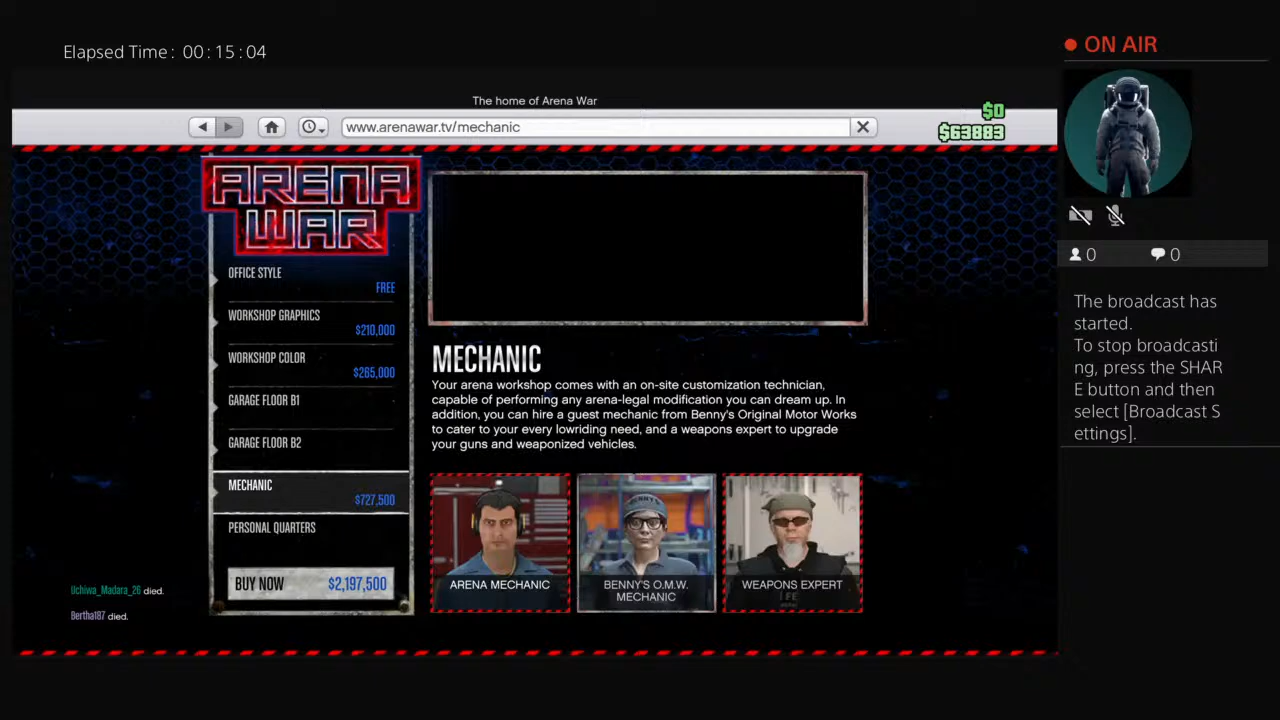 Elapsed Time: 00:15:04
ON AIR
The home of Arena War
www.arenawar.tv/mechanic
$0
$63883
ARENA
WAR
OFFICE STYLE
FREE
WORKSHOP GRAPHICS
$210,000
WORKSHOP COLOR
$265,000
GARAGE FLOOR B1
GARAGE FLOOR B2
MECHANIC
$727,500
PERSONAL QUARTERS
BUY NOW $2,197,500
MECHANIC
Your arena workshop comes with an on-site customization technician,
capable of performing any arena-legal modification you can dream up. In
addition, you can hire a guest mechanic from Benny's Original Motor Works
to cater to your every lowriding need, and a weapons expert to upgrade
your guns and weaponized vehicles.
ARENA MECHANIC
BENNY'S O.M.W.
MECHANIC
WEAPONS EXPERT
Uchiwa_Madara_26 died.
Bertha187 died.
0 0
The broadcast has
started.
To stop broadcasti
ng, press the SHAR
E button and then
select [Broadcast S
ettings].